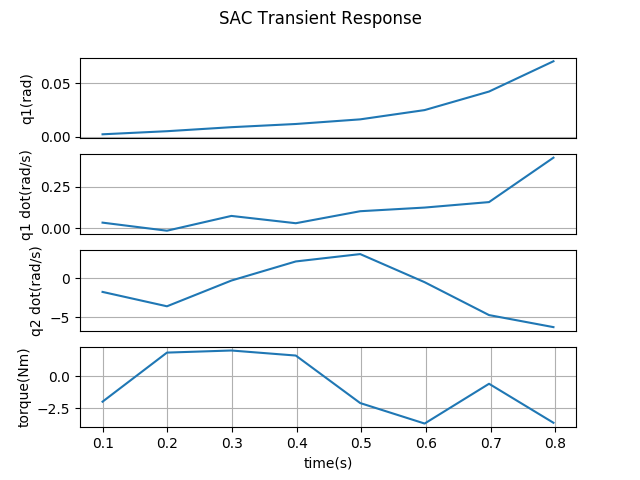 SAC Transient Response
0.05
0.00
q1(rad)
0.25
0.00
q1 dot(rad/s)
0
−5
q2 dot(rad/s)
0.0
−2.5
torque(Nm)
0.1 0.2 0.3 0.4 0.5 0.6 0.7 0.8
time(s)